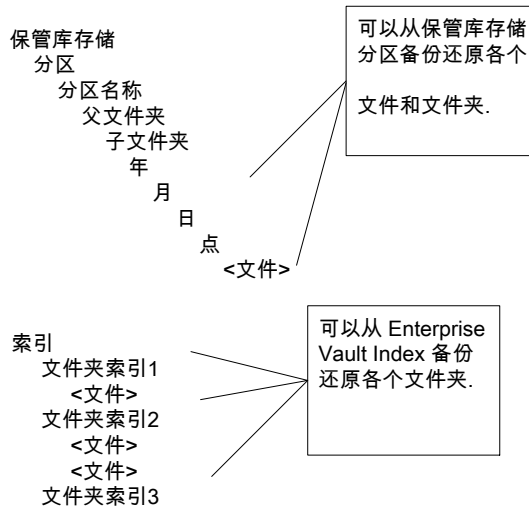 保管库存储
分区
分区名称
父文件夹
子文件夹
年
月
日
点
<文件>
可以从保管库存储
分区备份还原各个
文件和文件夹.
索引
文件夹索引1
<文件>
文件夹索引2
<文件>
<文件>
文件夹索引3
可以从 Enterprise
Vault Index 备份
还原各个文件夹.